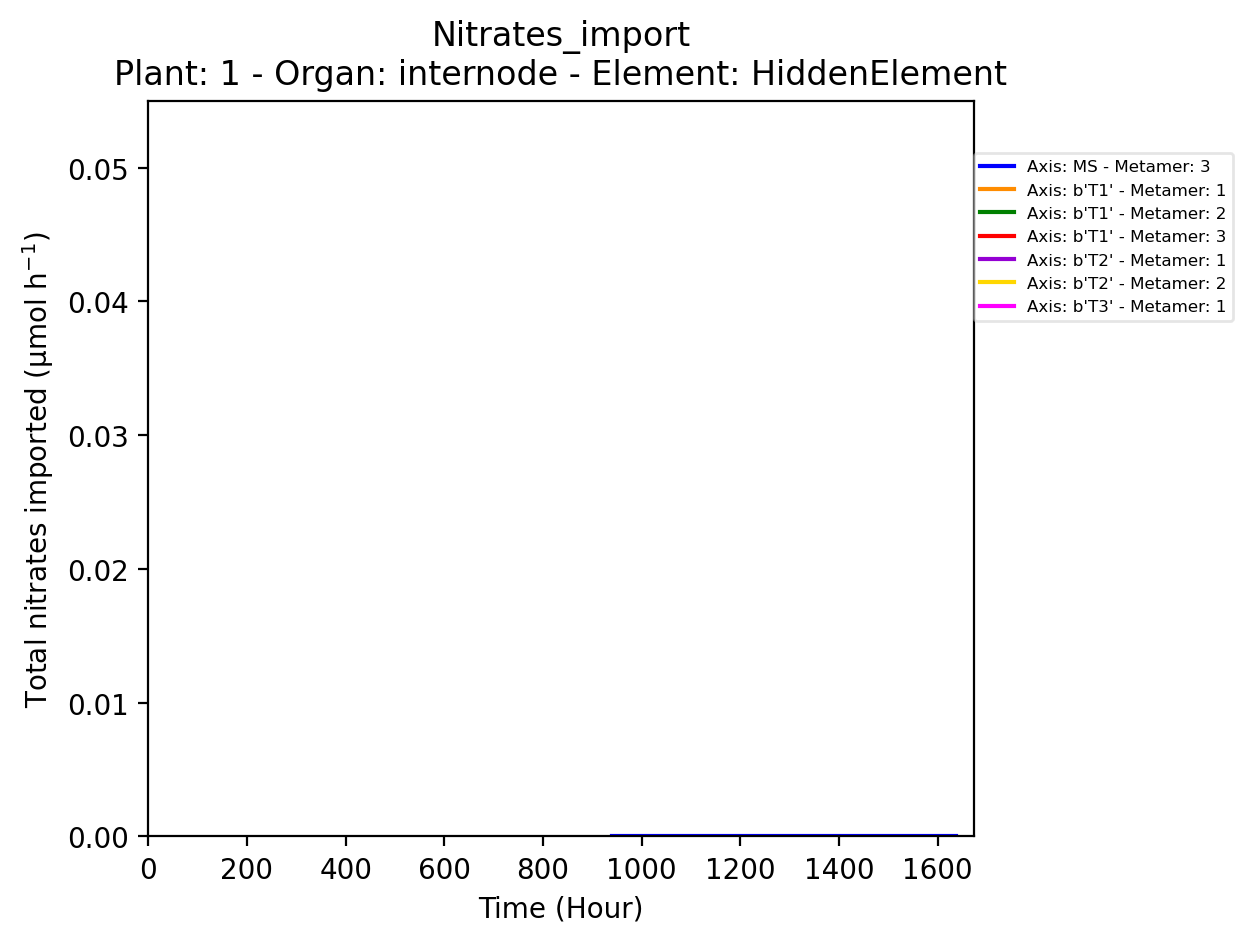 Nitrates_import
Plant: 1 - Organ: internode - Element: HiddenElement
Total nitrates imported (µmol h⁻¹)
0.05
0.04
0.03
0.02
0.01
0.00
0 200 400 600 800 1000 1200 1400 1600
Time (Hour)
Axis: MS - Metamer: 3
Axis: b'T1' - Metamer: 1
Axis: b'T1' - Metamer: 2
Axis: b'T1' - Metamer: 3
Axis: b'T2' - Metamer: 1
Axis: b'T2' - Metamer: 2
Axis: b'T3' - Metamer: 1